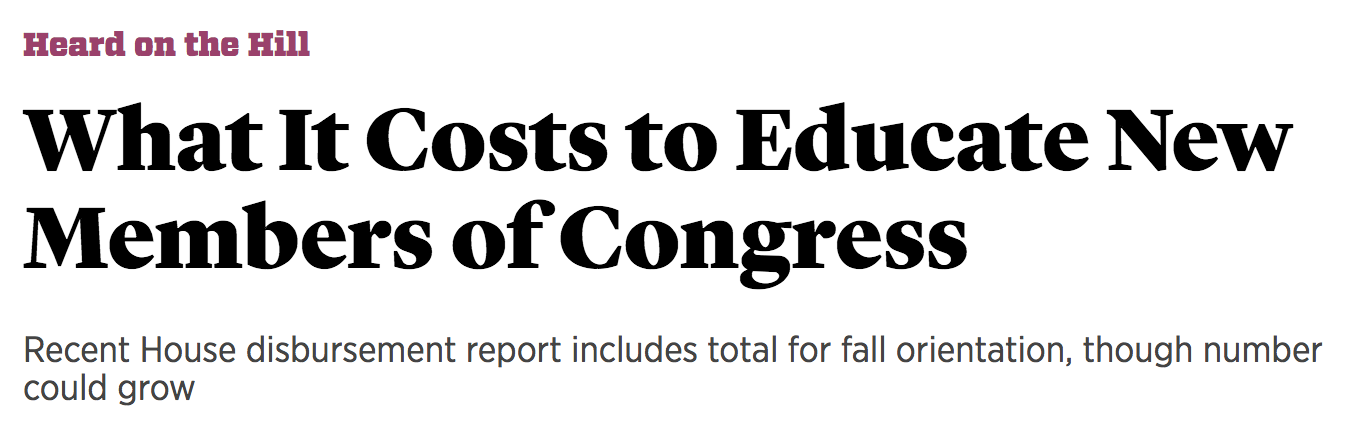 Heard on the Hill
What It Costs to Educate New
Members of Congress
Recent House disbursement report includes total for fall orientation, though number
could grow